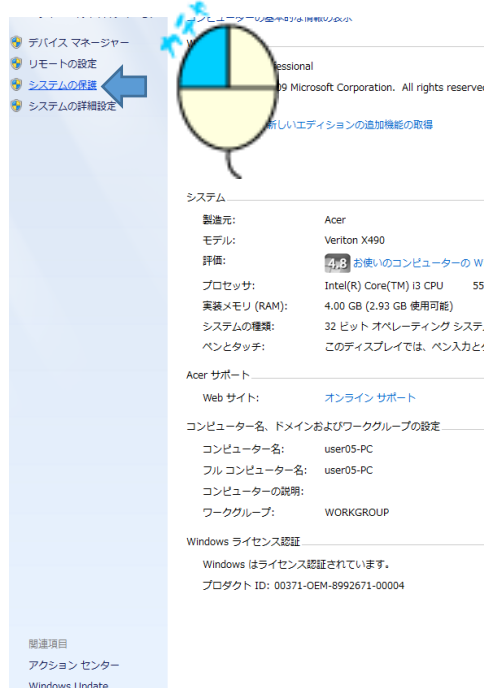 コンピューターの基本的な情報の表示
デバイス マネージャー
リモートの設定
システムの保護
システムの詳細設定
カチッ
Microsoft Corporation. All rights reserved
新しいエディションの追加機能の取得
システム
製造元: Acer
モデル: Veriton X490
評価: 4.8 お使いのコンピューターの W
プロセッサ: Intel(R) Core(TM) i3 CPU 55
実装メモリ (RAM): 4.00 GB (2.93 GB 使用可能)
システムの種類: 32 ビット オペレーティング システ
ペンとタッチ: このディスプレイでは、ペン入力と
Acer サポート
Web サイト: オンライン サポート
コンピューター名、ドメインおよびワークグループの設定
コンピューター名: user05-PC
フル コンピューター名: user05-PC
コンピューターの説明:
ワークグループ: WORKGROUP
Windows ライセンス認証
Windows はライセンス認証されています。
プロダクト ID: 00371-OEM-8992671-00004
関連項目
アクション センター
Windows Update